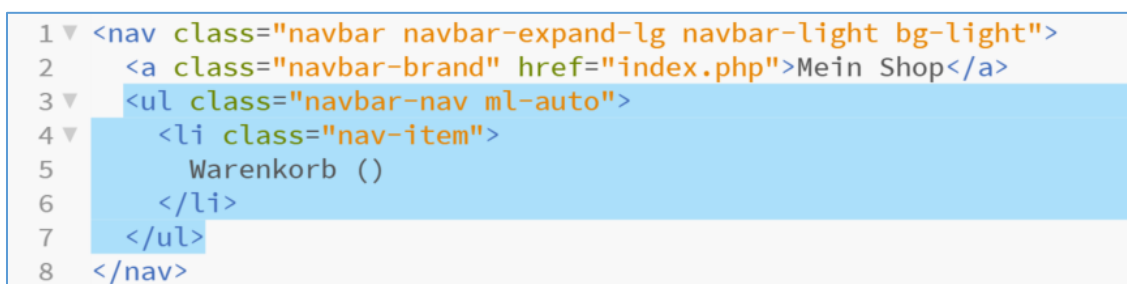 1 <nav class="navbar navbar-expand-lg navbar-light bg-light">
2   <a class="navbar-brand" href="index.php">Mein Shop</a>
3   <ul class="navbar-nav ml-auto">
4     <li class="nav-item">
5       Warenkorb ()
6     </li>
7   </ul>
8 </nav>